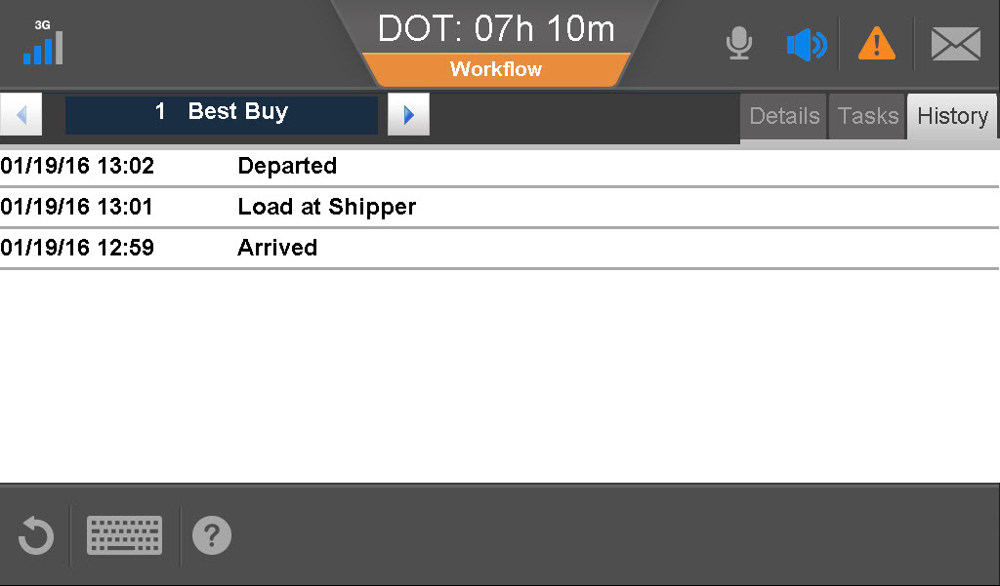 3G
DOT: 07h 10m
Workflow
1 Best Buy
Details Tasks History
01/19/16 13:02 Departed
01/19/16 13:01 Load at Shipper
01/19/16 12:59 Arrived
?